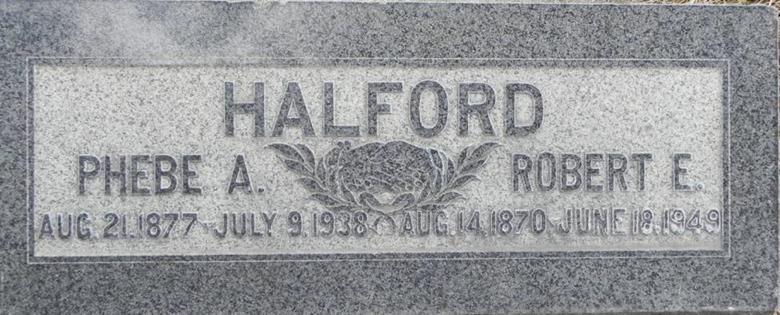 HALFORD
PHEBE A. ROBERT E.
AUG. 21. 1877 - JULY 9. 1938 AUG. 14. 1870 - JUNE 18. 1949